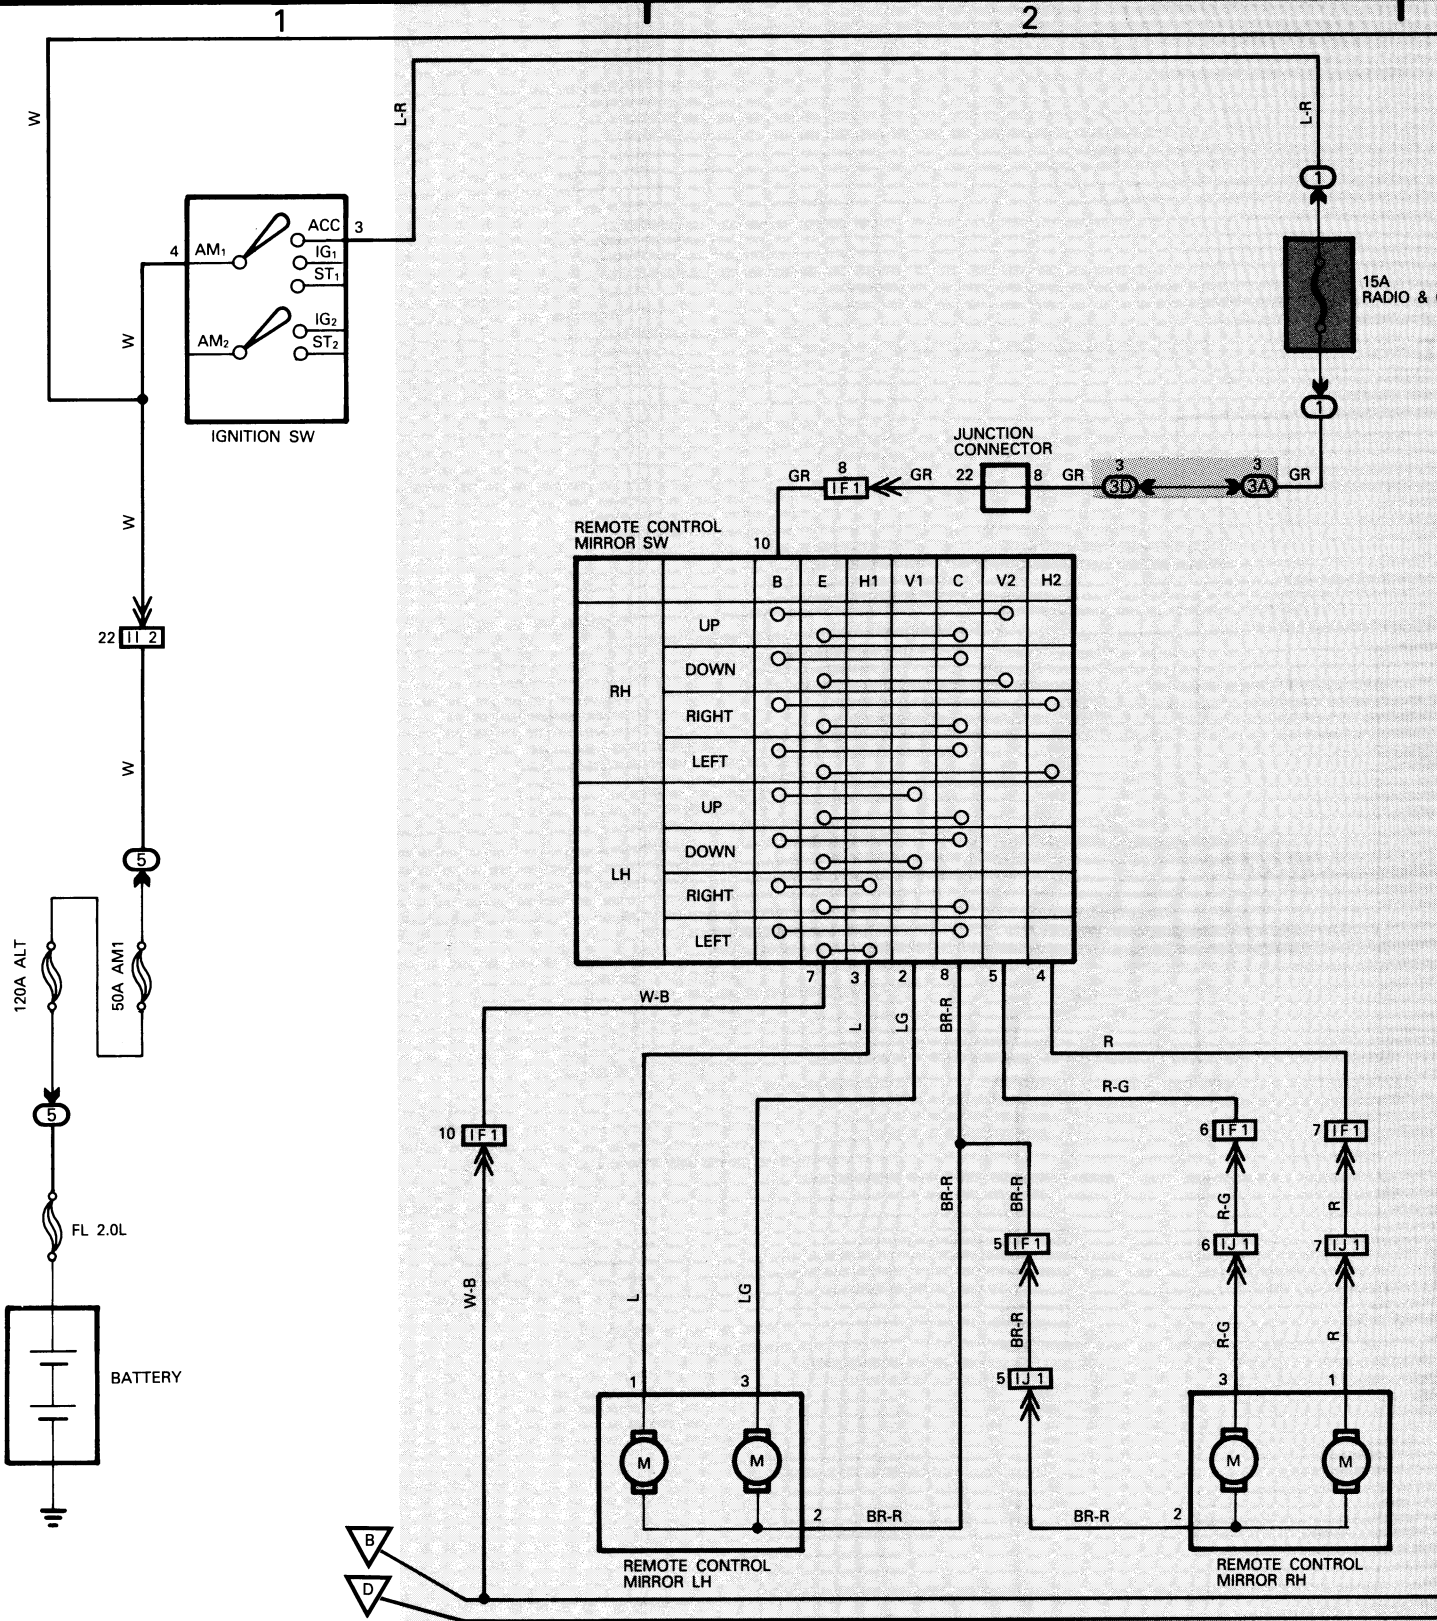 1
2
W
L-R
L-R
1
4
AM1
ACC
3
IG1
ST1
AM2
IG2
ST2
IGNITION SW
W
15A
RADIO &
1
JUNCTION
CONNECTOR
GR
8
IF1
GR
22
8
GR
3
3D
3
3A
GR
W
REMOTE CONTROL
MIRROR SW
10
B E H1 V1 C V2 H2
RH
UP
DOWN
RIGHT
LEFT
LH
UP
DOWN
RIGHT
LEFT
22
II 2
W
5
120A ALT
50A AM1
5
FL 2.0L
BATTERY
7
3
2
8
5
4
W-B
L
LG
BR-R
R
R-G
10
IF1
6
IF1
7
IF1
BR-R
BR-R
R-G
R
5
IF1
6
IJ1
7
IJ1
W-B
L
LG
BR-R
R-G
R
1
3
5
IJ1
3
1
M
M
M
M
2
BR-R
BR-R
2
REMOTE CONTROL
MIRROR LH
REMOTE CONTROL
MIRROR RH
B
D